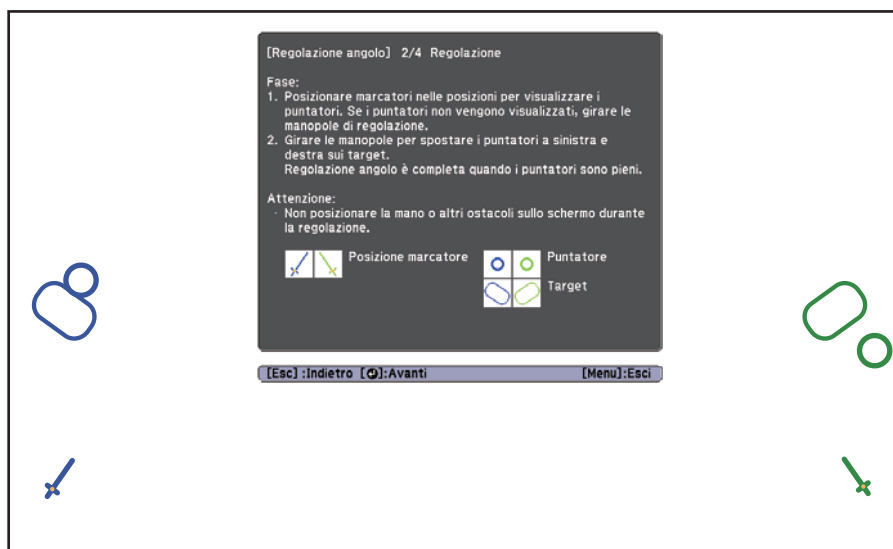 [Regolazione angolo] 2/4 Regolazione
Fase:
1. Posizionare marcatori nelle posizioni per visualizzare i
puntatori. Se i puntatori non vengono visualizzati, girare le
manopole di regolazione.
2. Girare le manopole per spostare i puntatori a sinistra e
destra sui target.
Regolazione angolo è completa quando i puntatori sono pieni.
Attenzione:
· Non posizionare la mano o altri ostacoli sullo schermo durante
la regolazione.
Posizione marcatore
Puntatore
Target
[Esc] :Indietro [⏎]:Avanti [Menu]:Esci